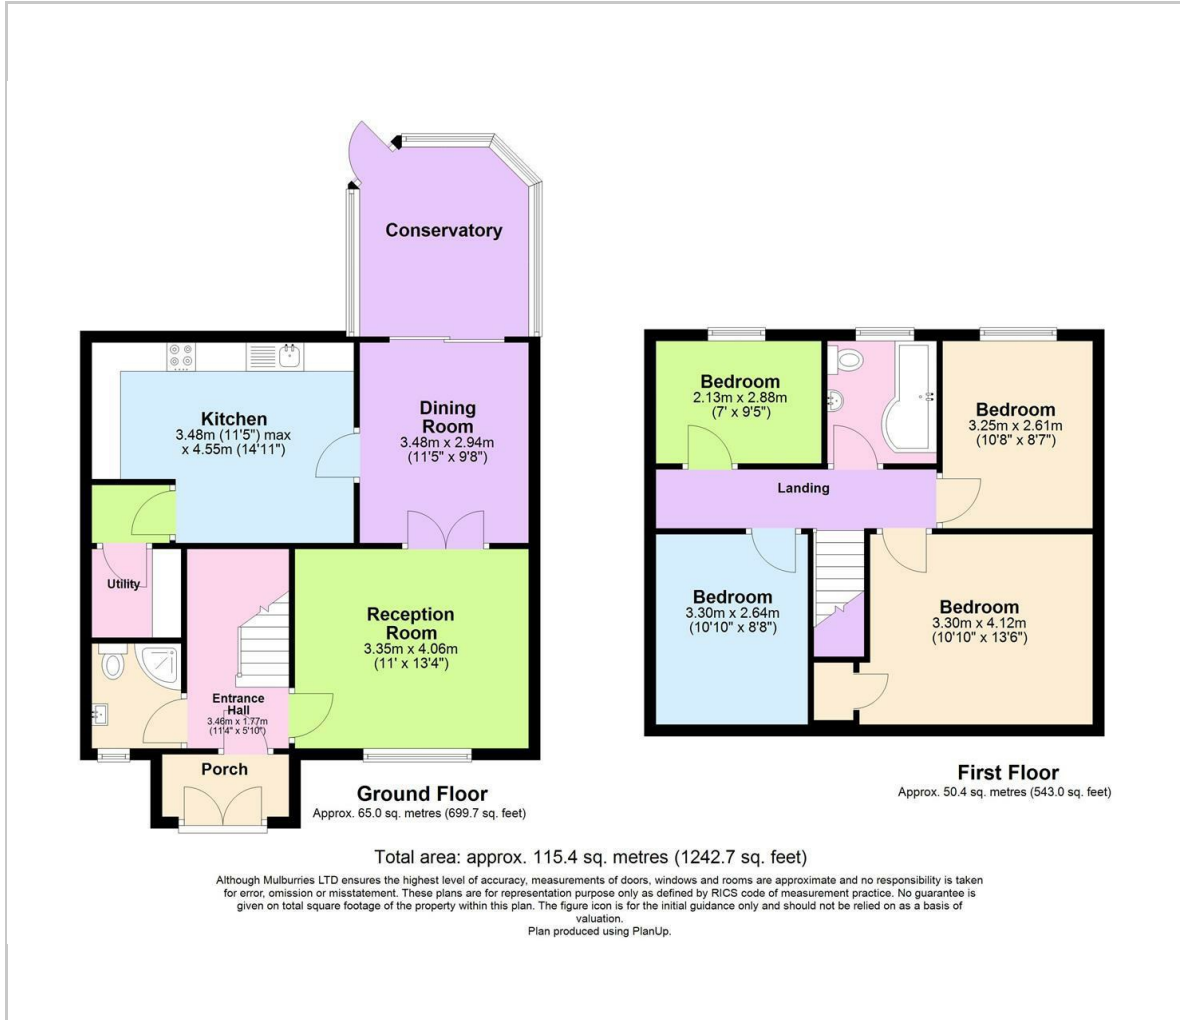 Conservatory
Kitchen
3.48m (11'5") max
x 4.55m (14'11")
Dining
Room
3.48m x 2.94m
(11'5" x 9'8")
Utility
Reception
Room
3.35m x 4.06m
(11' x 13'4")
Entrance
Hall
3.46m x 1.77m
(11'4" x 5'10")
Porch
Ground Floor
Approx. 65.0 sq. metres (699.7 sq. feet)
Bedroom
2.13m x 2.88m
(7' x 9'5")
Bedroom
3.25m x 2.61m
(10'8" x 8'7")
Landing
Bedroom
3.30m x 2.64m
(10'10" x 8'8")
Bedroom
3.30m x 4.12m
(10'10" x 13'6")
First Floor
Approx. 50.4 sq. metres (543.0 sq. feet)
Total area: approx. 115.4 sq. metres (1242.7 sq. feet)
Although Mulburries LTD ensures the highest level of accuracy, measurements of doors, windows and rooms are approximate and no responsibility is taken
for error, omission or misstatement. These plans are for representation purpose only as defined by RICS code of measurement practice. No guarantee is
given on total square footage of the property within this plan. The figure icon is for the initial guidance only and should not be relied on as a basis of
valuation.
Plan produced using PlanUp.